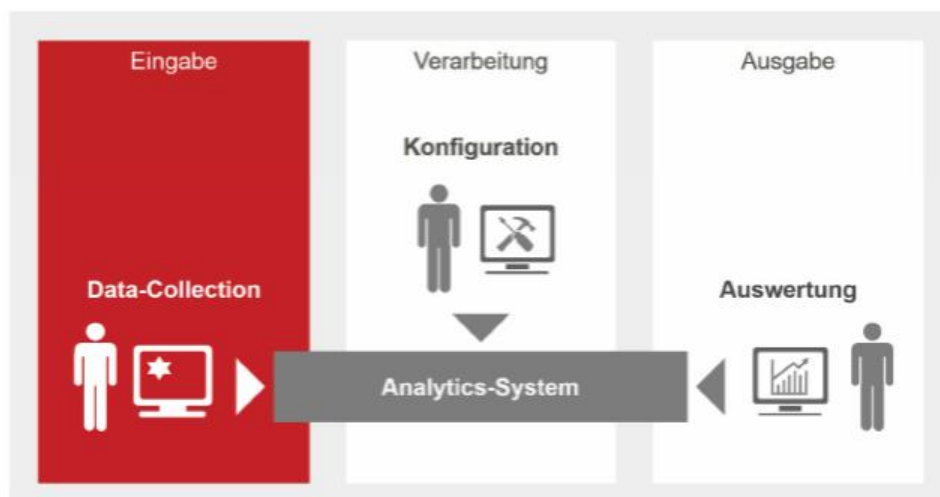 Eingabe
Verarbeitung
Ausgabe
Konfiguration
Data-Collection
Auswertung
Analytics-System